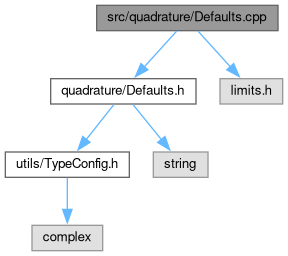 src/quadrature/Defaults.cpp
quadrature/Defaults.h
limits.h
utils/TypeConfig.h
string
complex